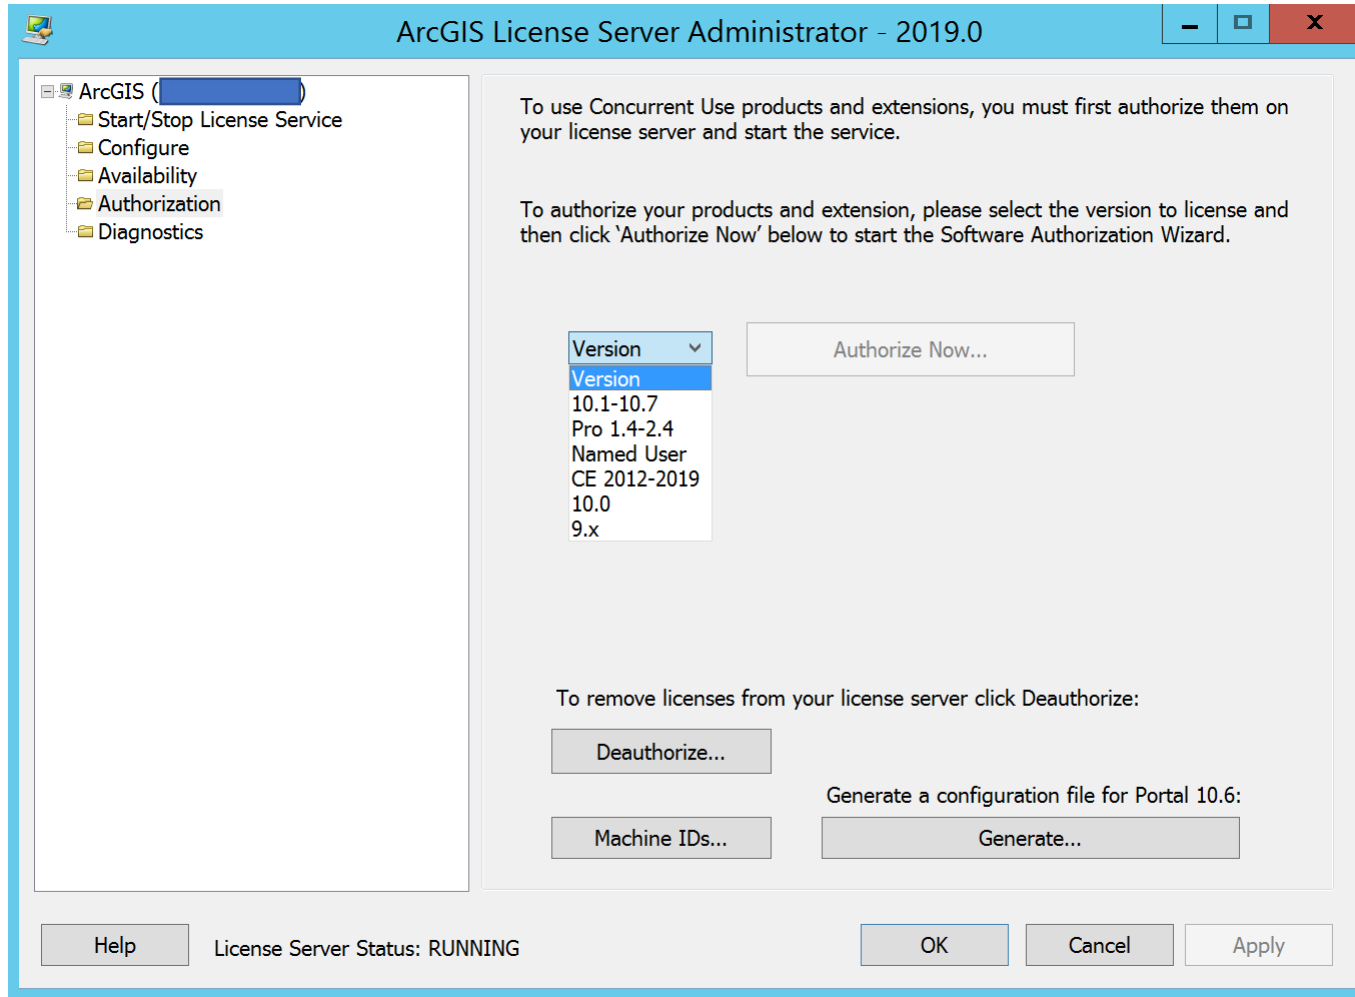 ArcGIS License Server Administrator - 2019.0
ArcGIS ( )
Start/Stop License Service
Configure
Availability
Authorization
Diagnostics
To use Concurrent Use products and extensions, you must first authorize them on
your license server and start the service.
To authorize your products and extension, please select the version to license and
then click ‘Authorize Now’ below to start the Software Authorization Wizard.
Version
Authorize Now...
Version
10.1-10.7
Pro 1.4-2.4
Named User
CE 2012-2019
10.0
9.x
To remove licenses from your license server click Deauthorize:
Deauthorize...
Generate a configuration file for Portal 10.6:
Machine IDs...
Generate...
Help
License Server Status: RUNNING
OK
Cancel
Apply